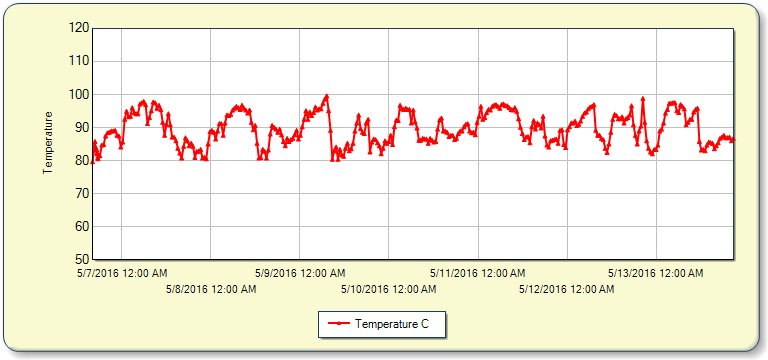 120
110
100
90
80
70
60
50
Temperature
5/7/2016 12:00 AM
5/8/2016 12:00 AM
5/9/2016 12:00 AM
5/10/2016 12:00 AM
5/11/2016 12:00 AM
5/12/2016 12:00 AM
5/13/2016 12:00 AM
Temperature C